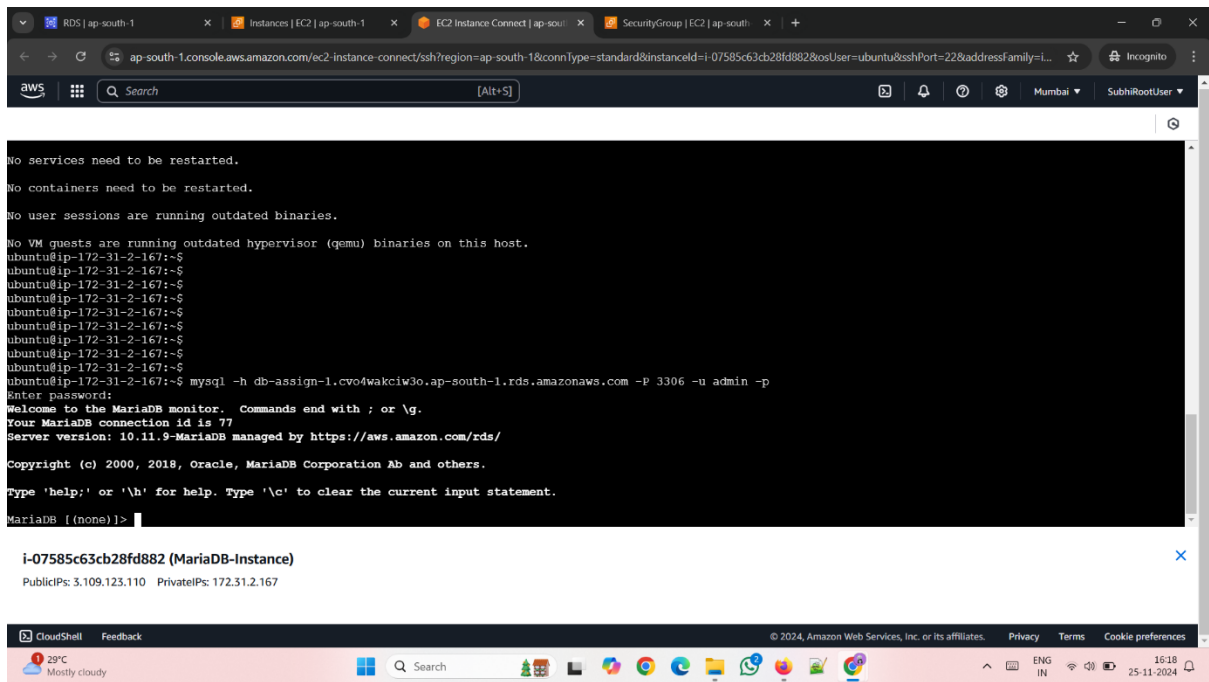 RDS | ap-south-1
Instances | EC2 | ap-south-1
EC2 Instance Connect | ap-sout
SecurityGroup | EC2 | ap-south
ap-south-1.console.aws.amazon.com/ec2-instance-connect/ssh?region=ap-south-1&connType=standard&instanceId=i-07585c63cb28fd882&osUser=ubuntu&sshPort=22&addressFamily=i...
Incognito
aws
Search [Alt+S]
Mumbai ▼
SubhiRootUser ▼
No services need to be restarted.
No containers need to be restarted.
No user sessions are running outdated binaries.
No VM guests are running outdated hypervisor (qemu) binaries on this host.
ubuntu@ip-172-31-2-167:~$
ubuntu@ip-172-31-2-167:~$
ubuntu@ip-172-31-2-167:~$
ubuntu@ip-172-31-2-167:~$
ubuntu@ip-172-31-2-167:~$
ubuntu@ip-172-31-2-167:~$
ubuntu@ip-172-31-2-167:~$
ubuntu@ip-172-31-2-167:~$
ubuntu@ip-172-31-2-167:~$
ubuntu@ip-172-31-2-167:~$ mysql -h db-assign-1.cvo4wakciw3o.ap-south-1.rds.amazonaws.com -P 3306 -u admin -p
Enter password:
Welcome to the MariaDB monitor.  Commands end with ; or \g.
Your MariaDB connection id is 77
Server version: 10.11.9-MariaDB managed by https://aws.amazon.com/rds/
Copyright (c) 2000, 2018, Oracle, MariaDB Corporation Ab and others.
Type 'help;' or '\h' for help. Type '\c' to clear the current input statement.
MariaDB [(none)]>
i-07585c63cb28fd882 (MariaDB-Instance)
PublicIPs: 3.109.123.110 PrivateIPs: 172.31.2.167
CloudShell Feedback
© 2024, Amazon Web Services, Inc. or its affiliates. Privacy Terms Cookie preferences
1
29°C
Mostly cloudy
Search
2
ENG
IN
16:18
25-11-2024